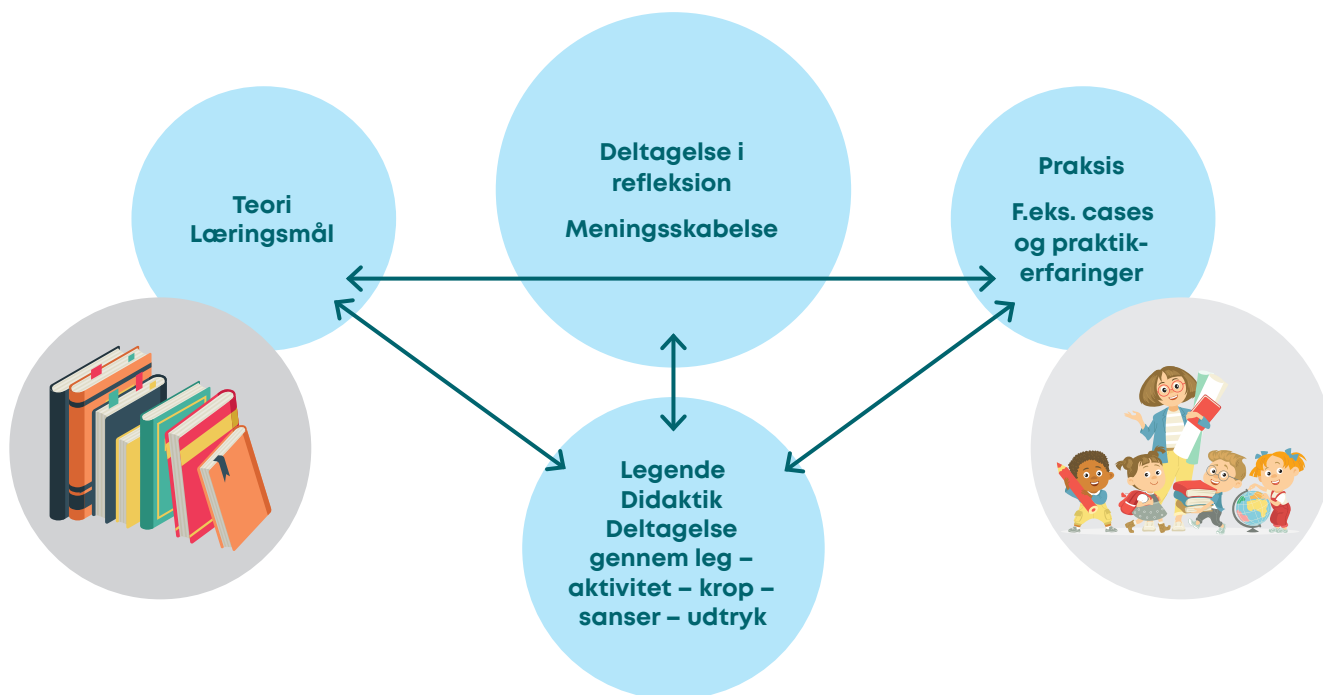 Teori
Læringsmål
Deltagelse i
refleksion
Meningsskabelse
Praksis
F.eks. cases
og praktik-
erfaringer
Legende
Didaktik
Deltagelse
gennem leg –
aktivitet – krop –
sanser – udtryk